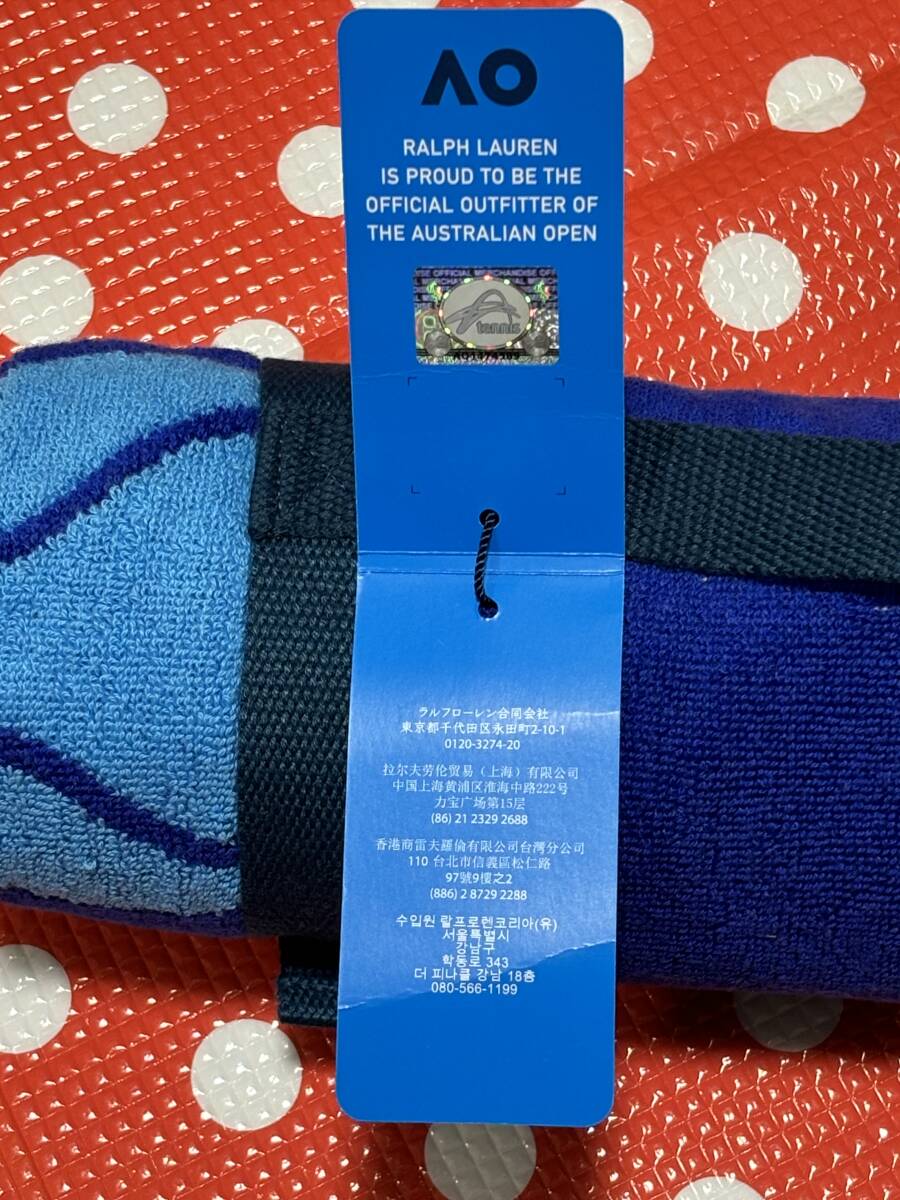 AO
RALPH LAUREN
IS PROUD TO BE THE
OFFICIAL OUTFITTER OF
THE AUSTRALIAN OPEN
OFFICIAL MERCHANDISE
tennis
ラルフローレン合同会社
東京都千代田区永田町2-10-1
0120-3274-20
拉尔夫劳伦贸易（上海）有限公司
中国上海黄浦区淮海中路222号
力宝广场第15层
(86) 21 2329 2688
香港商雷夫羅倫有限公司台灣分公司
110 台北市信義區松仁路
97號9樓之2
(886) 2 8729 2288
수입원 랄프로렌코리아(유)
서울특별시
강남구
학동로 343
더 피나클 강남 18층
080-566-1199